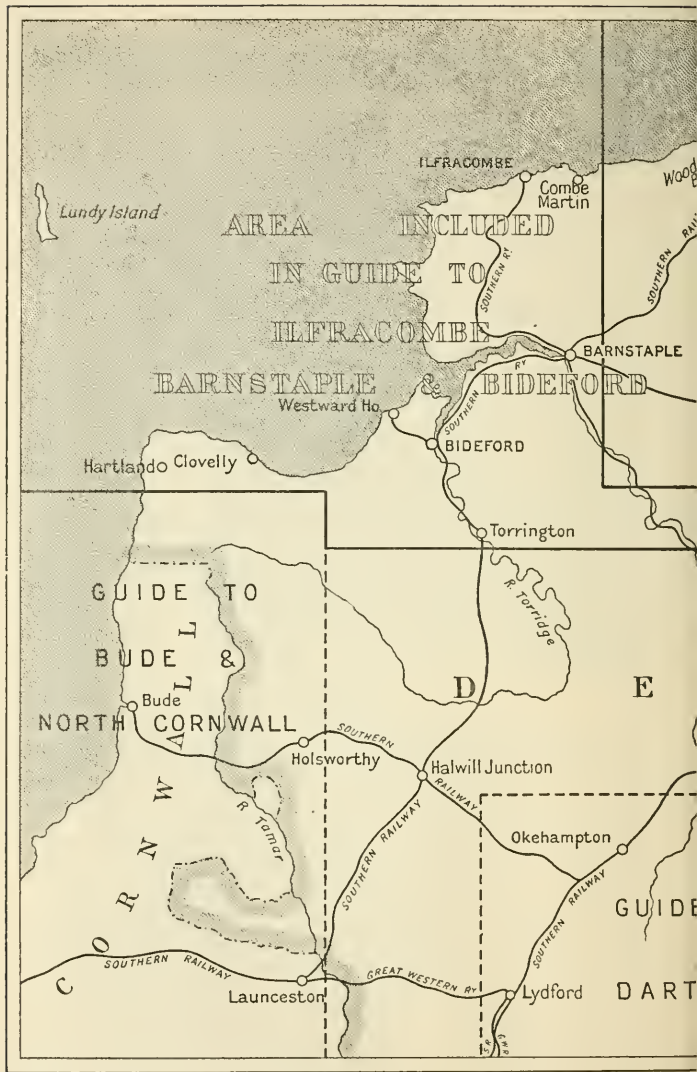 ILFRACOMBE
Combe
Martin
Lundy Island
AREA INCLUDED
IN GUIDE TO
ILFRACOMBE
BARNSTAPLE & BIDEFORD
SOUTHERN RY
SOUTHERN
BARNSTAPLE
SOUTHERN RY
Westward Ho.
BIDEFORD
Hartland
Clovelly
Torrington
R. Torridge
GUIDE TO
BUDE &
NORTH CORNWALL
D E
CORNWALL
Bude
Holsworthy
SOUTHERN RAILWAY
Halwill Junction
R. Tamar
SOUTHERN RAILWAY
Okehampton
SOUTHERN RAILWAY
GUIDE
DART
SOUTHERN RAILWAY
Launceston
GREAT WESTERN RY
Lydford
S.R.
G.W.R.